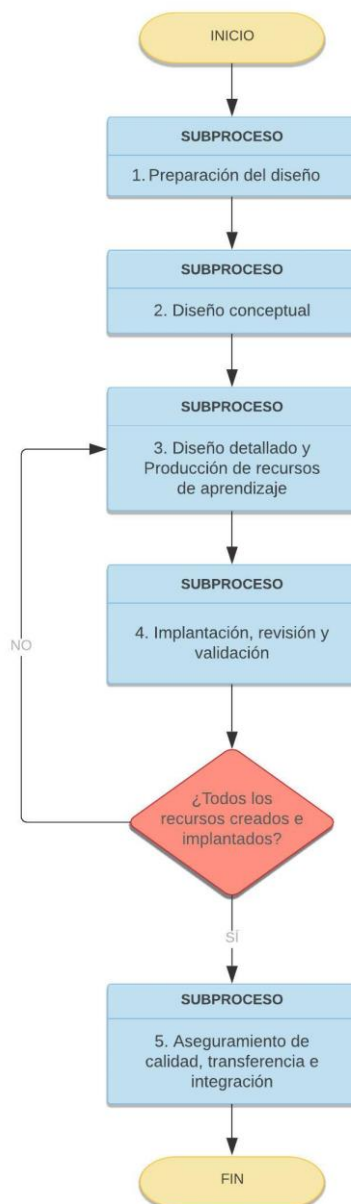 INICIO
SUBPROCESO
1. Preparación del diseño
SUBPROCESO
2. Diseño conceptual
SUBPROCESO
3. Diseño detallado y
Producción de recursos
de aprendizaje
SUBPROCESO
4. Implantación, revisión y
validación
NO
¿Todos los
recursos creados e
implantados?
SÍ
SUBPROCESO
5. Aseguramiento de
calidad, transferencia e
integración
FIN